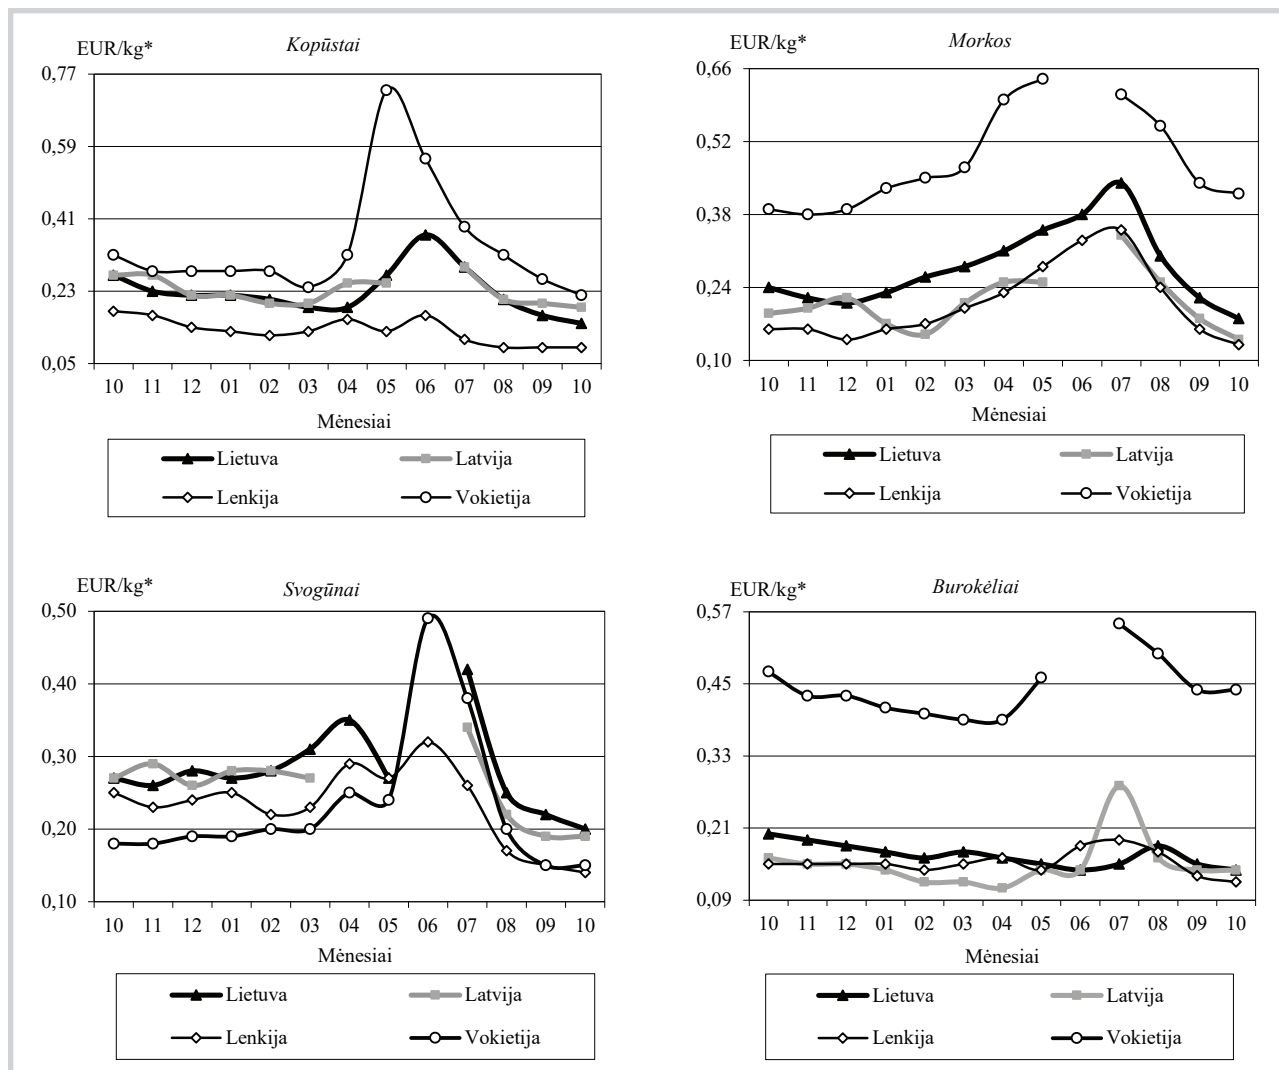 EUR/kg*
Kopūstai
0,77
0,59
0,41
0,23
0,05
10 11 12 01 02 03 04 05 06 07 08 09 10
Mėnesiai
Lietuva Latvija
Lenkija Vokietija
EUR/kg*
Morkos
0,66
0,52
0,38
0,24
0,10
10 11 12 01 02 03 04 05 06 07 08 09 10
Mėnesiai
Lietuva Latvija
Lenkija Vokietija
EUR/kg*
Svogūnai
0,50
0,40
0,30
0,20
0,10
10 11 12 01 02 03 04 05 06 07 08 09 10
Mėnesiai
Lietuva Latvija
Lenkija Vokietija
EUR/kg*
Burokėliai
0,57
0,45
0,33
0,21
0,09
10 11 12 01 02 03 04 05 06 07 08 09 10
Mėnesiai
Lietuva Latvija
Lenkija Vokietija